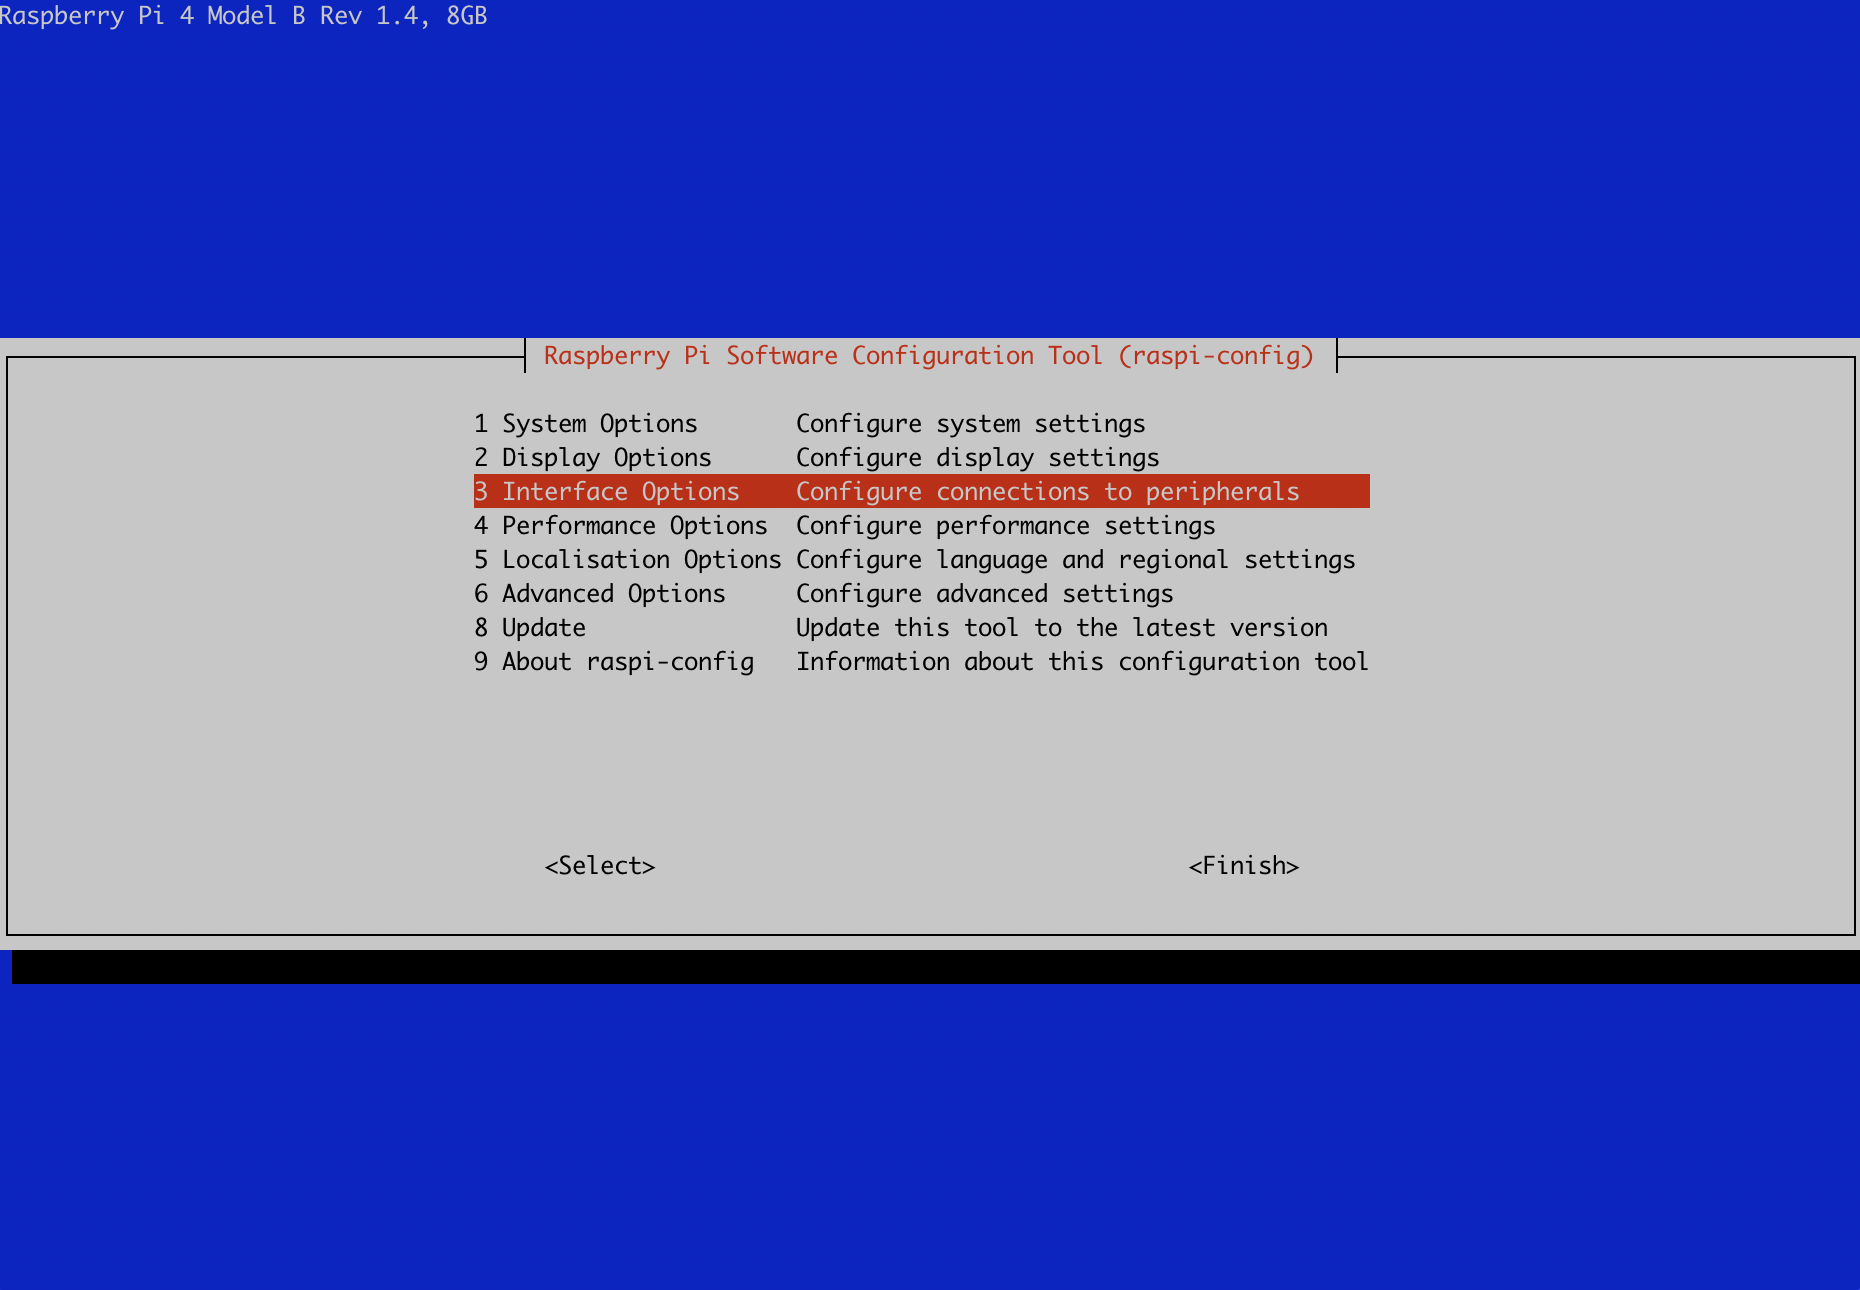 Raspberry Pi 4 Model B Rev 1.4, 8GB
Raspberry Pi Software Configuration Tool (raspi-config)
1 System Options Configure system settings
2 Display Options Configure display settings
3 Interface Options Configure connections to peripherals
4 Performance Options Configure performance settings
5 Localisation Options Configure language and regional settings
6 Advanced Options Configure advanced settings
8 Update Update this tool to the latest version
9 About raspi-config Information about this configuration tool
<Select> <Finish>